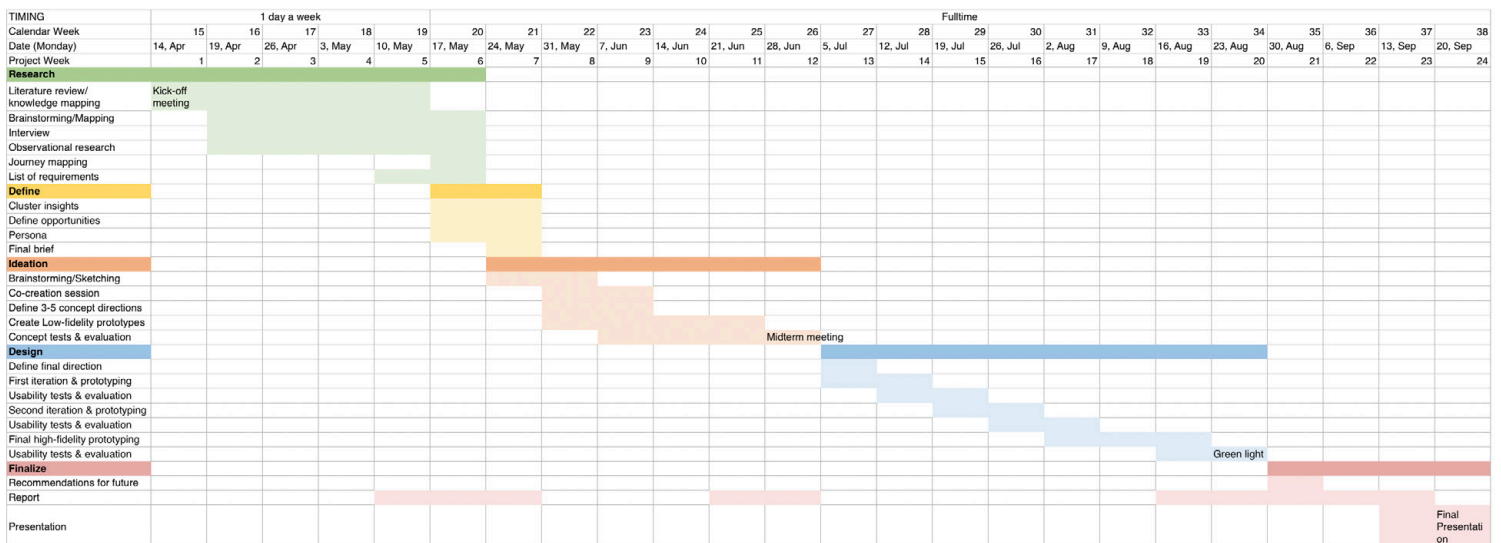 TIMING 1 day a week Fulltime
Calendar Week 15 16 17 18 19 20 21 22 23 24 25 26 27 28 29 30 31 32 33 34 35 36 37 38
Date (Monday) 14, Apr 19, Apr 26, Apr 3, May 10, May 17, May 24, May 31, May 7, Jun 14, Jun 21, Jun 28, Jun 5, Jul 12, Jul 19, Jul 26, Jul 2, Aug 9, Aug 16, Aug 23, Aug 30, Aug 6, Sep 13, Sep 20, Sep
Project Week 1 2 3 4 5 6 7 8 9 10 11 12 13 14 15 16 17 18 19 20 21 22 23 24
Research
Literature review/ Kick-off
knowledge mapping meeting
Brainstorming/Mapping
Interview
Observational research
Journey mapping
List of requirements
Define
Cluster insights
Define opportunities
Persona
Final brief
Ideation
Brainstorming/Sketching
Co-creation session
Define 3-5 concept directions
Create Low-fidelity prototypes
Concept tests & evaluation Midterm meeting
Design
Define final direction
First iteration & prototyping
Usability tests & evaluation
Second iteration & prototyping
Usability tests & evaluation
Final high-fidelity prototyping
Usability tests & evaluation Green light
Finalize
Recommendations for future
Report
Presentation Final
Presentati
on